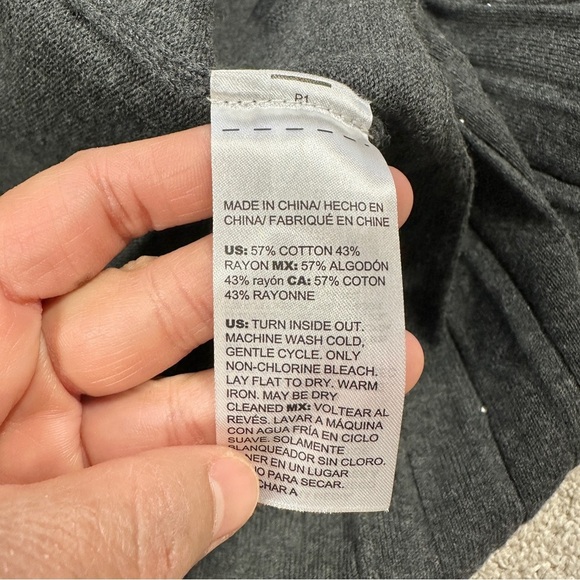 P1
MADE IN CHINA/ HECHO EN
CHINA/ FABRIQUÉ EN CHINE
US: 57% COTTON 43%
RAYON MX: 57% ALGODÓN
43% rayón CA: 57% COTON
43% RAYONNE
US: TURN INSIDE OUT.
MACHINE WASH COLD,
GENTLE CYCLE. ONLY
NON-CHLORINE BLEACH.
LAY FLAT TO DRY. WARM
IRON. MAY BE DRY
CLEANED MX: VOLTEAR AL
REVÉS. LAVAR A MÁQUINA
CON AGUA FRÍA EN CICLO
SUAVE. SOLAMENTE
BLANQUEADOR SIN CLORO.
NER EN UN LUGAR
O PARA SECAR.
CHAR A